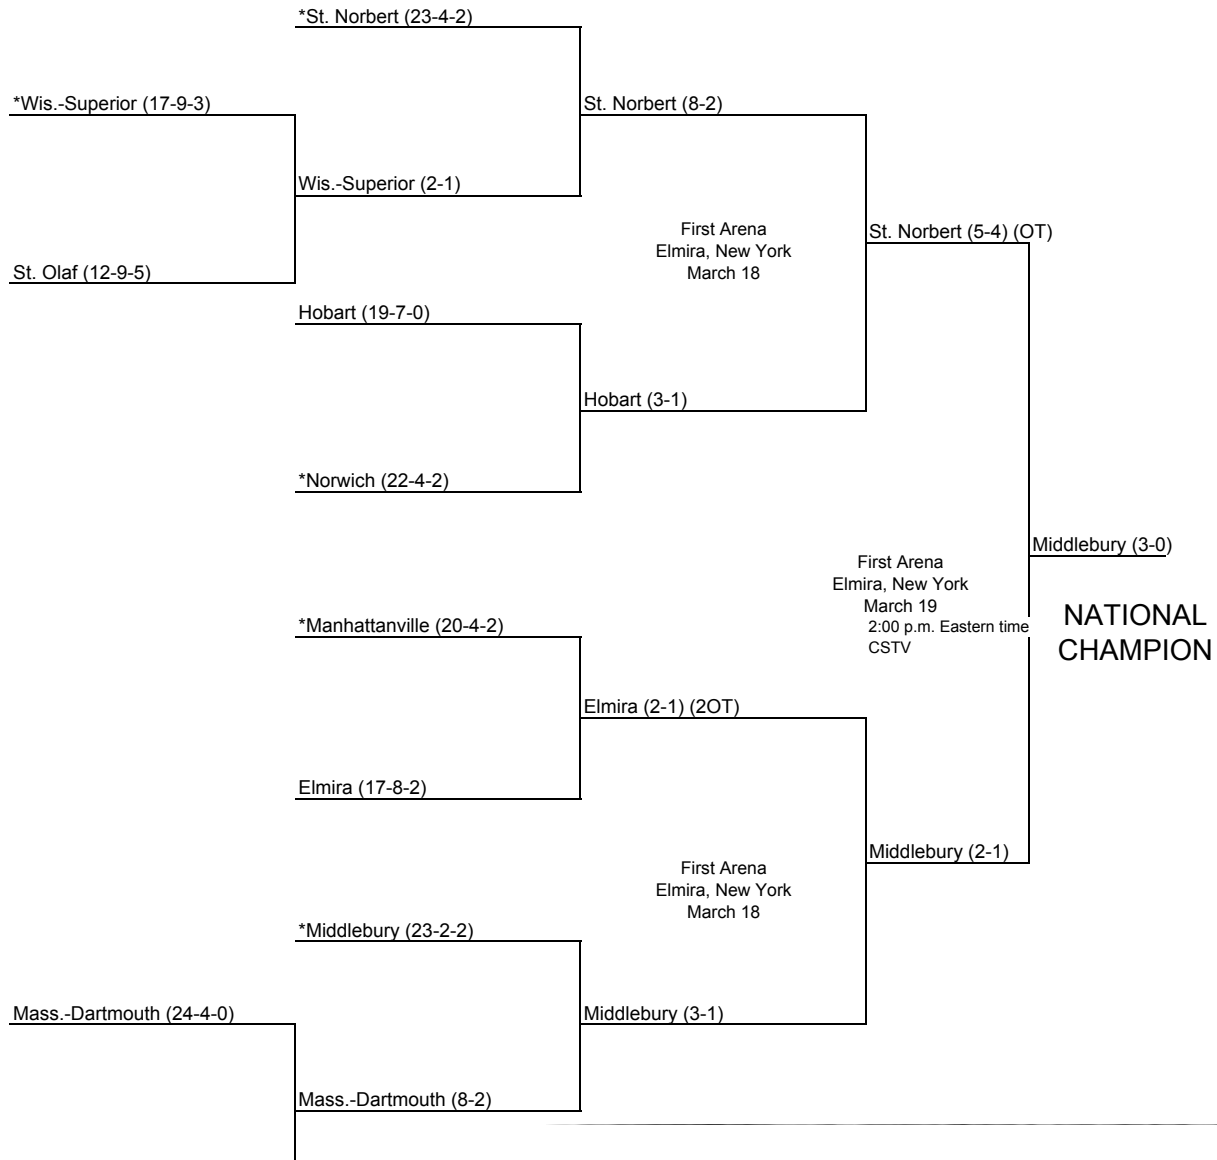 *St. Norbert (23-4-2)
*Wis.-Superior (17-9-3)
St. Norbert (8-2)
Wis.-Superior (2-1)
First Arena
Elmira, New York
March 18
St. Norbert (5-4) (OT)
St. Olaf (12-9-5)
Hobart (19-7-0)
Hobart (3-1)
*Norwich (22-4-2)
Middlebury (3-0)
First Arena
Elmira, New York
March 19
2:00 p.m. Eastern time
CSTV
NATIONAL
CHAMPION
*Manhattanville (20-4-2)
Elmira (2-1) (2OT)
Elmira (17-8-2)
Middlebury (2-1)
First Arena
Elmira, New York
March 18
*Middlebury (23-2-2)
Mass.-Dartmouth (24-4-0)
Middlebury (3-1)
Mass.-Dartmouth (8-2)